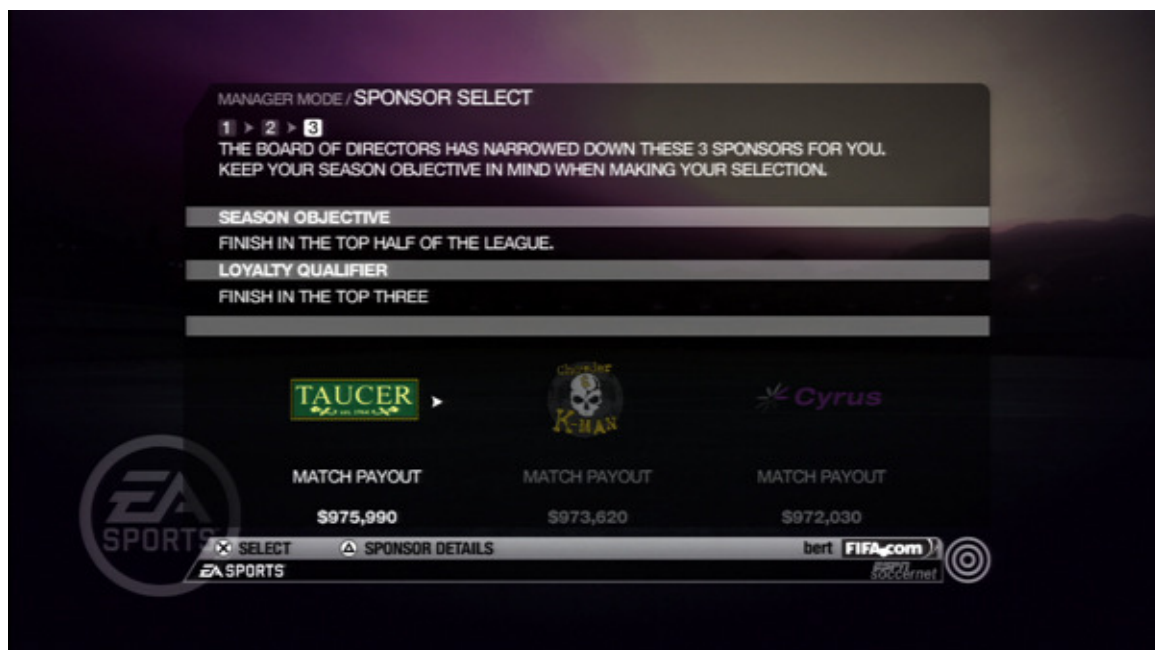 MANAGER MODE / SPONSOR SELECT
1 > 2 > 3
THE BOARD OF DIRECTORS HAS NARROWED DOWN THESE 3 SPONSORS FOR YOU.
KEEP YOUR SEASON OBJECTIVE IN MIND WHEN MAKING YOUR SELECTION.
SEASON OBJECTIVE
FINISH IN THE TOP HALF OF THE LEAGUE.
LOYALTY QUALIFIER
FINISH IN THE TOP THREE
TAUCER
K-MAN
Cyrus
MATCH PAYOUT MATCH PAYOUT MATCH PAYOUT
$975,990 $973,620 $972,030
EA SPORTS
SELECT SPONSOR DETAILS bert FIFA.com
EA SPORTS ESPN soccernet